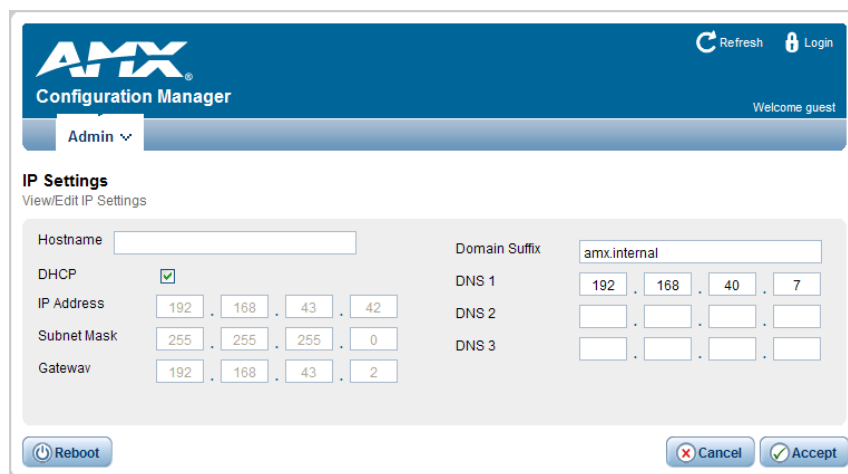 AMX®
Refresh Login
Configuration Manager
Welcome guest
Admin
IP Settings
View/Edit IP Settings
Hostname
DHCP
IP Address 192 . 168 . 43 . 42
Subnet Mask 255 . 255 . 255 . 0
Gateway 192 . 168 . 43 . 2
Domain Suffix amx.internal
DNS 1 192 . 168 . 40 . 7
DNS 2 . . .
DNS 3 . . .
Reboot
Cancel Accept